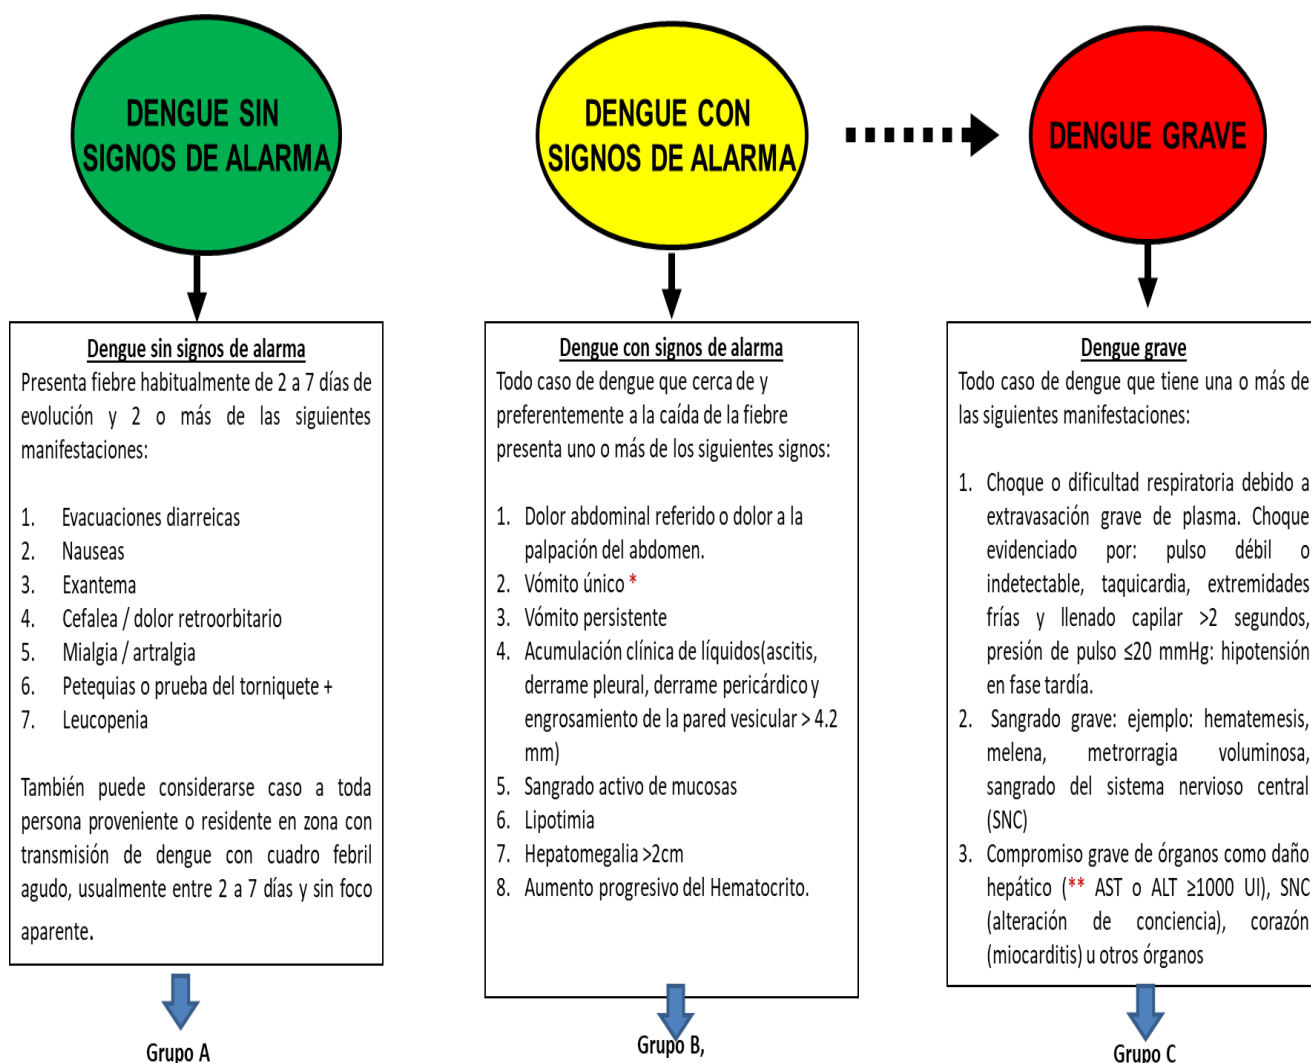 DENGUE SIN
SIGNOS DE ALARMA
DENGUE CON
SIGNOS DE ALARMA
DENGUE GRAVE
Dengue sin signos de alarma
Presenta fiebre habitualmente de 2 a 7 días de
evolución y 2 o más de las siguientes
manifestaciones:
1. Evacuaciones diarreicas
2. Nauseas
3. Exantema
4. Cefalea / dolor retroorbitario
5. Mialgia / artralgia
6. Petequias o prueba del torniquete +
7. Leucopenia
También puede considerarse caso a toda
persona proveniente o residente en zona con
transmisión de dengue con cuadro febril
agudo, usualmente entre 2 a 7 días y sin foco
aparente.
Grupo A
Dengue con signos de alarma
Todo caso de dengue que cerca de y
preferentemente a la caída de la fiebre
presenta uno o más de los siguientes signos:
1. Dolor abdominal referido o dolor a la
palpación del abdomen.
2. Vómito único *
3. Vómito persistente
4. Acumulación clínica de líquidos(ascitis,
derrame pleural, derrame pericárdico y
engrosamiento de la pared vesicular > 4.2
mm)
5. Sangrado activo de mucosas
6. Lipotimia
7. Hepatomegalia >2cm
8. Aumento progresivo del Hematocrito.
Grupo B,
Dengue grave
Todo caso de dengue que tiene una o más de
las siguientes manifestaciones:
1. Choque o dificultad respiratoria debido a
extravasación grave de plasma. Choque
evidenciado por: pulso débil o
indetectable, taquicardia, extremidades
frías y llenado capilar >2 segundos,
presión de pulso ≤20 mmHg: hipotensión
en fase tardía.
2. Sangrado grave: ejemplo: hematemesis,
melena, metrorragia voluminosa,
sangrado del sistema nervioso central
(SNC)
3. Compromiso grave de órganos como daño
hepático (** AST o ALT ≥1000 UI), SNC
(alteración de conciencia), corazón
(miocarditis) u otros órganos
Grupo C